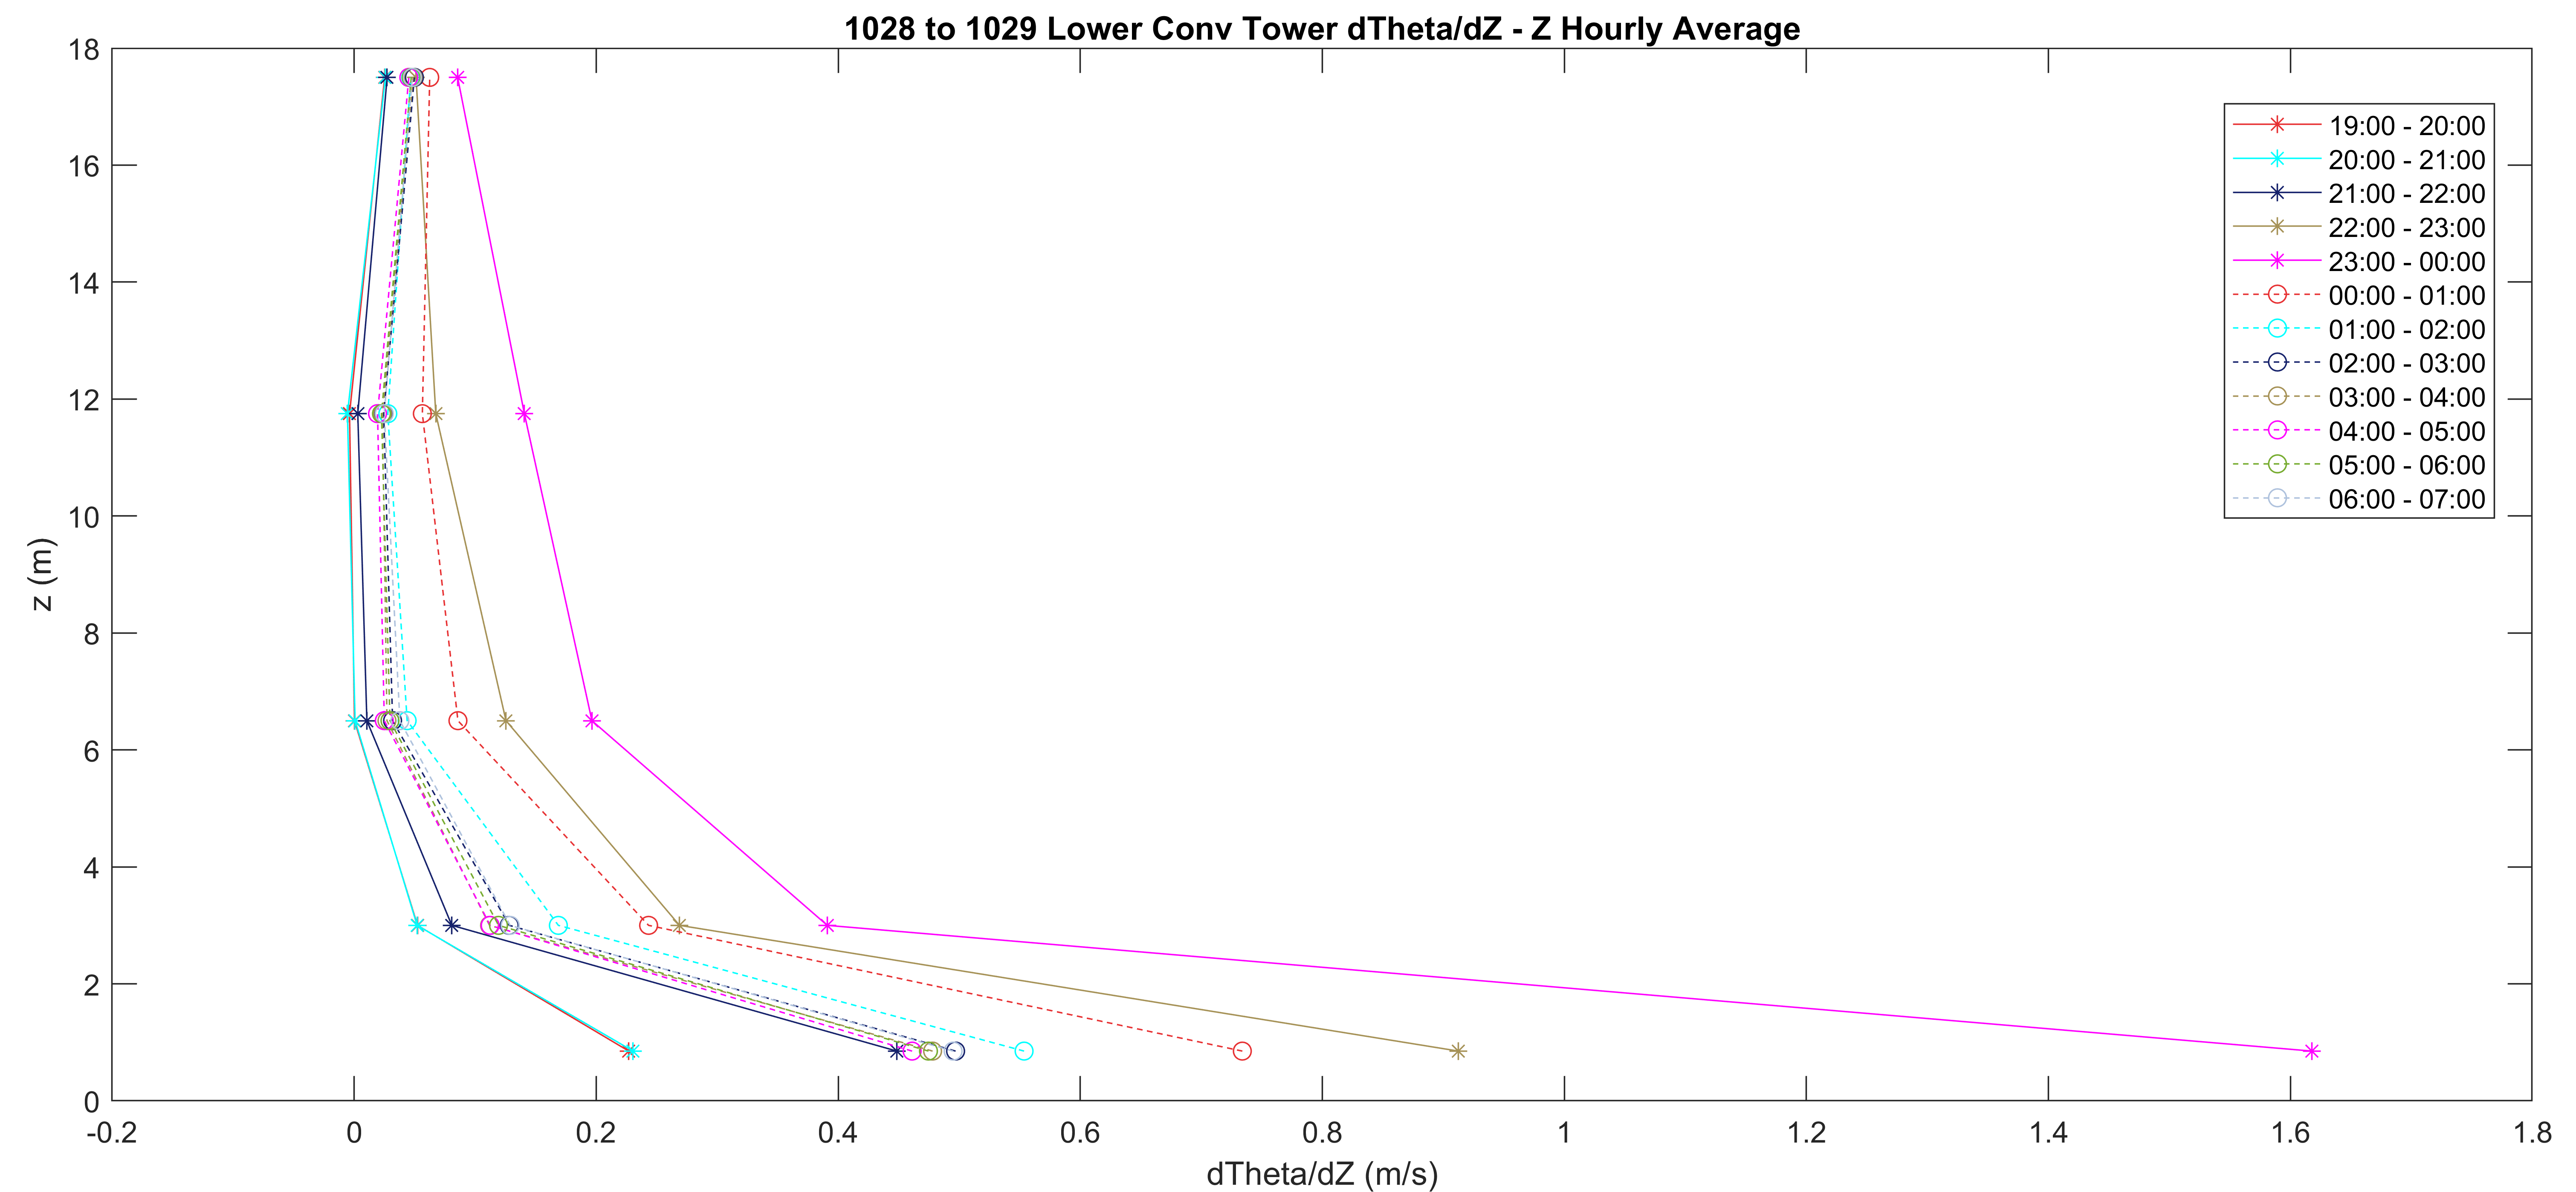 1028 to 1029 Lower Conv Tower dTheta/dZ - Z Hourly Average
18
16
14
12
10
8
6
4
2
0
z (m)
-0.2 0 0.2 0.4 0.6 0.8 1 1.2 1.4 1.6 1.8
dTheta/dZ (m/s)
19:00 - 20:00
20:00 - 21:00
21:00 - 22:00
22:00 - 23:00
23:00 - 00:00
00:00 - 01:00
01:00 - 02:00
02:00 - 03:00
03:00 - 04:00
04:00 - 05:00
05:00 - 06:00
06:00 - 07:00